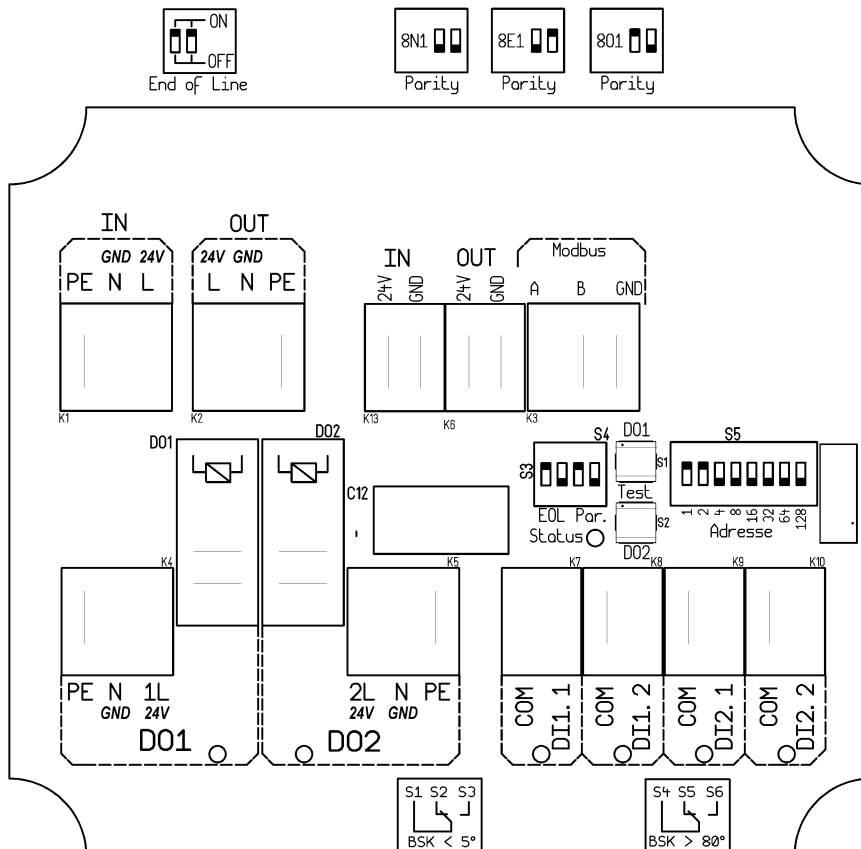 ON
OFF
End of Line
8N1
Parity
8E1
Parity
8O1
Parity
IN
GND 24V
PE N L
K1
OUT
24V GND
L N PE
K2
IN
24V GND
K13
OUT
24V GND
K6
Modbus
A B GND
K3
DO1
DO2
C12
S3
S4
EOL Par.
Status
DO1
S1
Test
S2
DO2
S5
1 2 4 8 16 32 64 128
Adresse
K4
PE N 1L
GND 24V
DO1
K5
2L N PE
24V GND
DO2
K7
COM DI1. 1
K8
COM DI1. 2
K9
COM DI2. 1
K10
COM DI2. 2
S1 S2 S3
BSK < 5°
S4 S5 S6
BSK > 80°